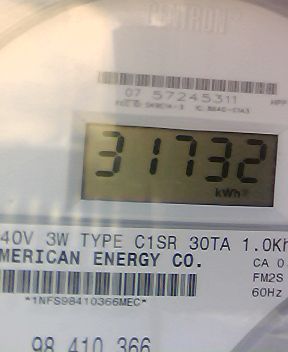 CENTRON
07 57245311
31732
kWh
40V 3W TYPE C1SR 30TA 1.0Kh
MERICAN ENERGY CO.
CA 0
FM2S
60Hz
*1NFS98410366MEC*
98 410 366